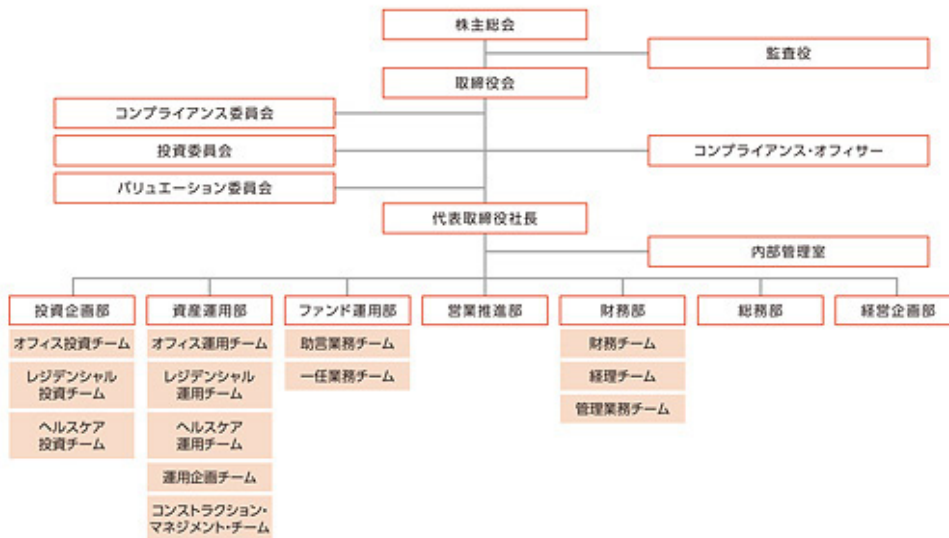 株主総会
監査役
取締役会
コンプライアンス委員会
投資委員会
コンプライアンス・オフィサー
バリュエーション委員会
代表取締役社長
内部管理室
投資企画部
資産運用部
ファンド運用部
営業推進部
財務部
総務部
経営企画部
オフィス投資チーム
レジデンシャル
投資チーム
ヘルスケア
投資チーム
オフィス運用チーム
レジデンシャル
運用チーム
ヘルスケア
運用チーム
運用企画チーム
コンストラクション・
マネジメント・チーム
助言業務チーム
一任業務チーム
財務チーム
経理チーム
管理業務チーム